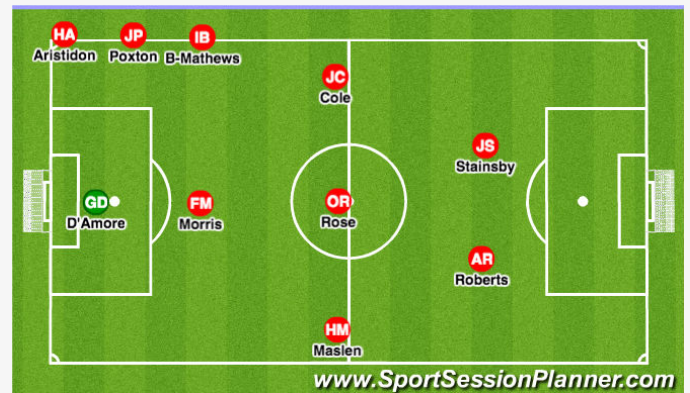 HA JP IB
Aristidon Poxton B-Mathews
JC
Cole
JS
Stainsby
GD FM OR
D'Amore Morris Rose
AR
Roberts
HM
Maslen
www.SportSessionPlanner.com